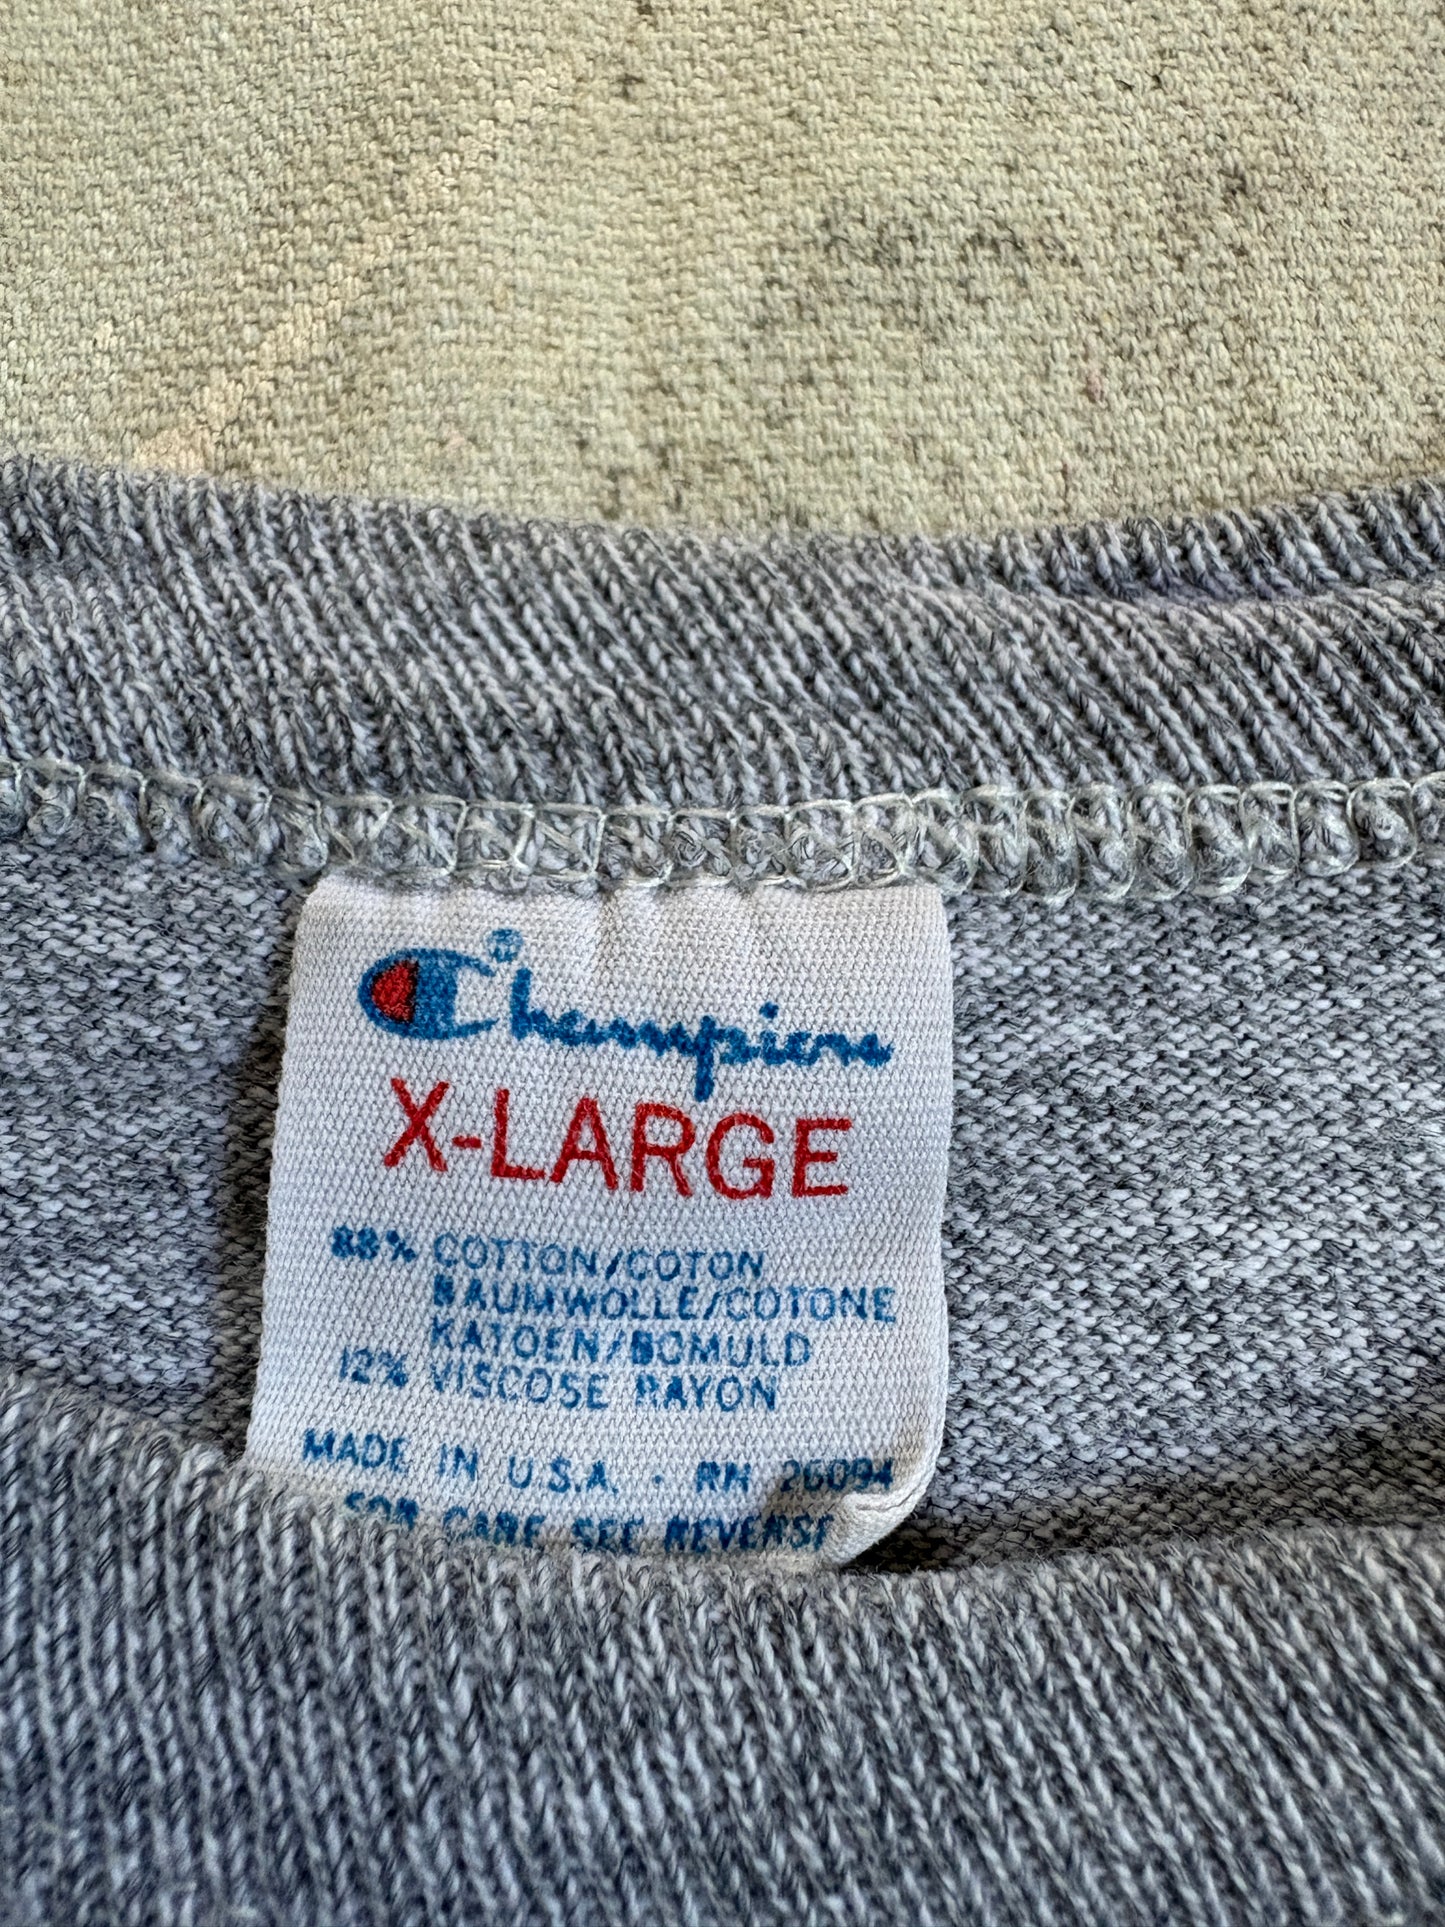 Champion®
X-LARGE
88% COTTON/COTON
BAUMWOLLE/COTONE
KATOEN/BOMULD
12% VISCOSE RAYON
MADE IN U.S.A. · RN 26094
FOR CARE SEE REVERSE